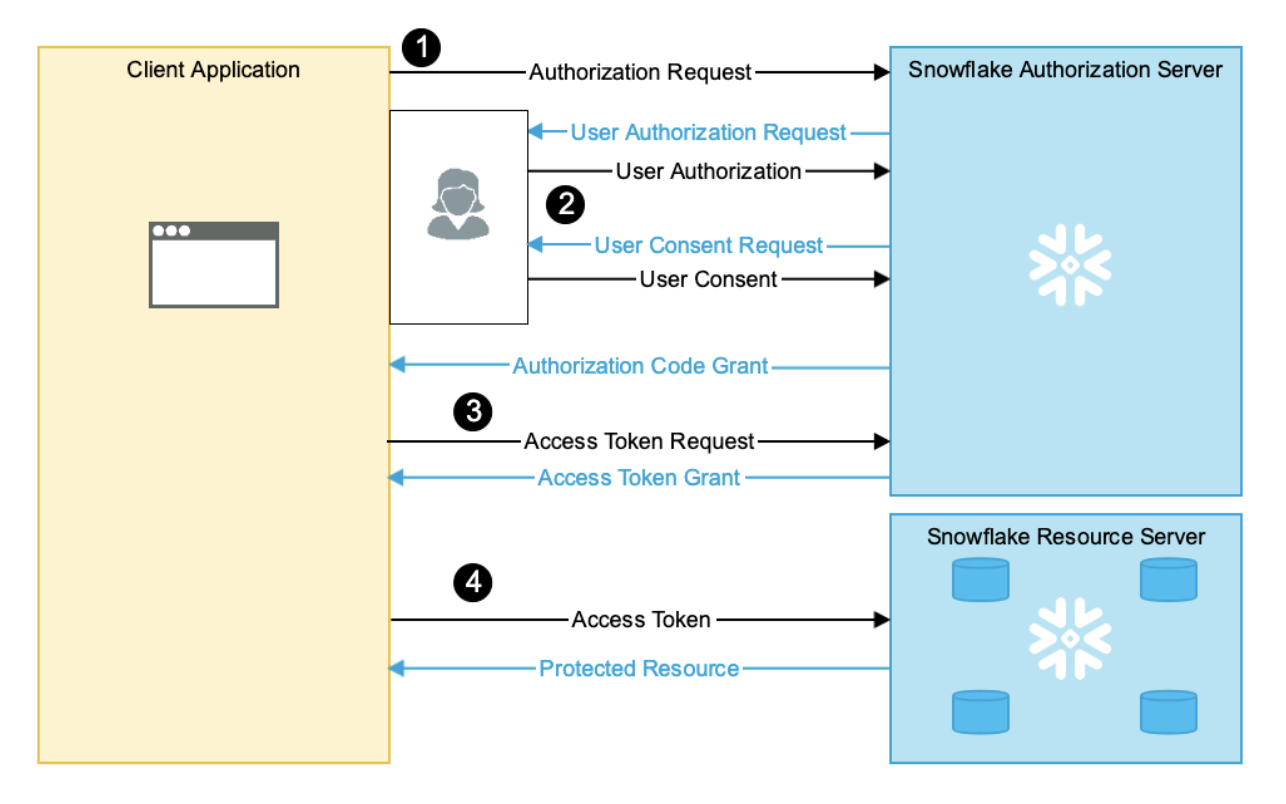 1
Client Application
Authorization Request
Snowflake Authorization Server
User Authorization Request
User Authorization
2
User Consent Request
User Consent
Authorization Code Grant
3
Access Token Request
Access Token Grant
Snowflake Resource Server
4
Access Token
Protected Resource